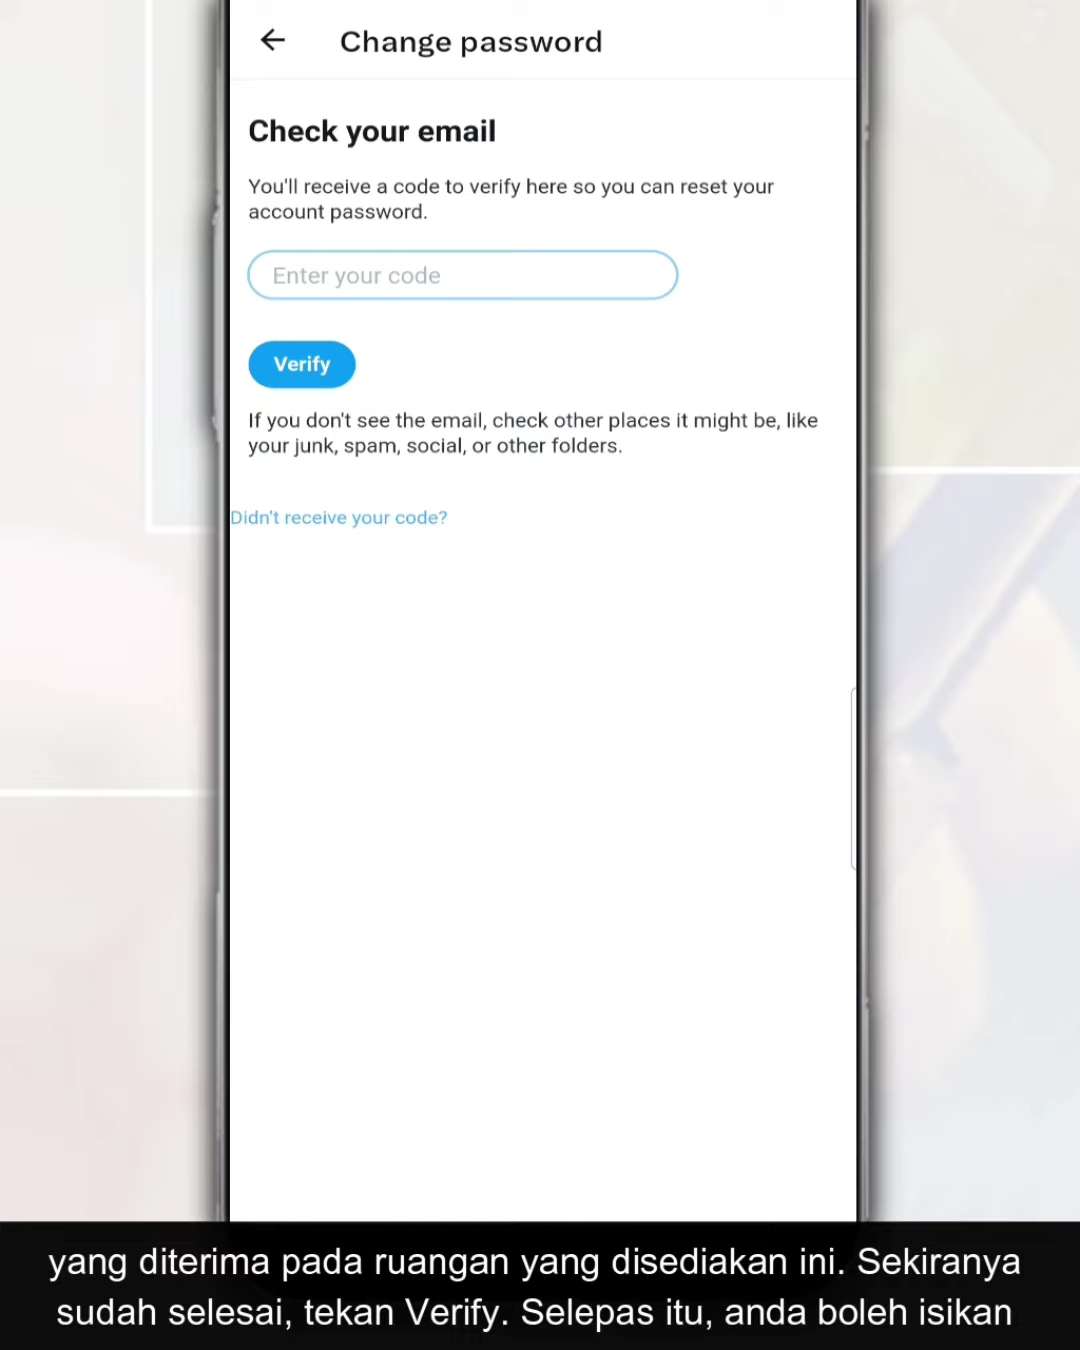 Change password
Check your email
You'll receive a code to verify here so you can reset your
account password.
Enter your code
Verify
If you don't see the email, check other places it might be, like
your junk, spam, social, or other folders.
Didn't receive your code?
yang diterima pada ruangan yang disediakan ini. Sekiranya
sudah selesai, tekan Verify. Selepas itu, anda boleh isikan